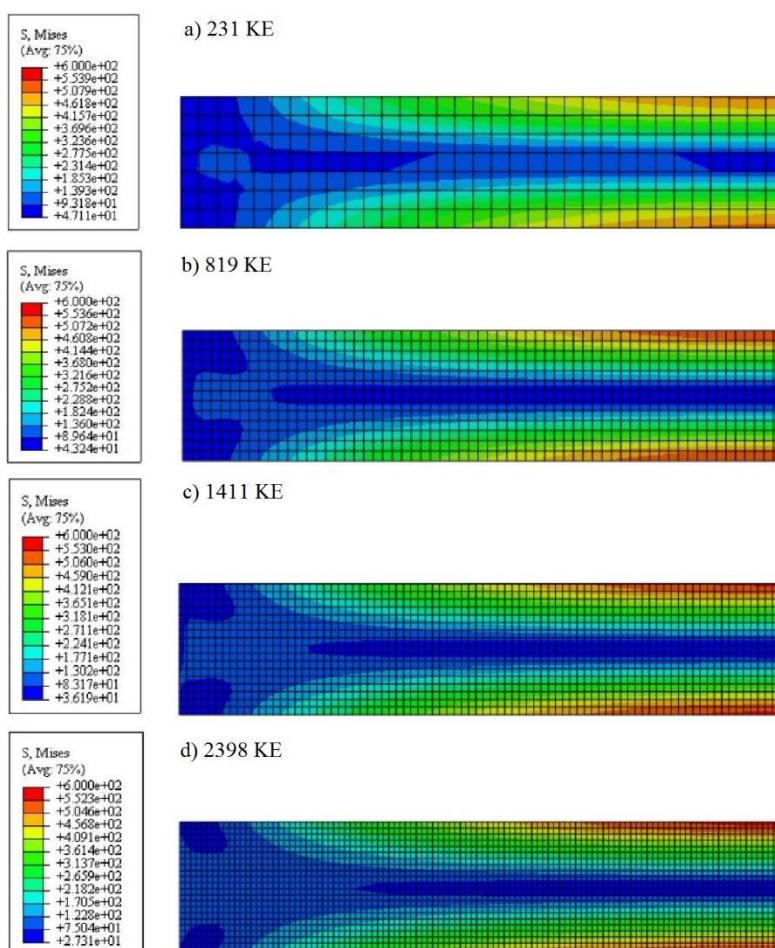 a) 231 KE
S, Mises
(Avg: 75%)
+6.000e+02
+5.539e+02
+5.079e+02
+4.618e+02
+4.157e+02
+3.696e+02
+3.236e+02
+2.775e+02
+2.314e+02
+1.853e+02
+1.393e+02
+9.318e+01
+4.711e+01
b) 819 KE
S, Mises
(Avg: 75%)
+6.000e+02
+5.536e+02
+5.072e+02
+4.608e+02
+4.144e+02
+3.680e+02
+3.216e+02
+2.752e+02
+2.288e+02
+1.824e+02
+1.360e+02
+8.964e+01
+4.324e+01
c) 1411 KE
S, Mises
(Avg: 75%)
+6.000e+02
+5.530e+02
+5.060e+02
+4.590e+02
+4.121e+02
+3.651e+02
+3.181e+02
+2.711e+02
+2.241e+02
+1.771e+02
+1.302e+02
+8.317e+01
+3.619e+01
d) 2398 KE
S, Mises
(Avg: 75%)
+6.000e+02
+5.523e+02
+5.046e+02
+4.568e+02
+4.091e+02
+3.614e+02
+3.137e+02
+2.659e+02
+2.182e+02
+1.705e+02
+1.228e+02
+7.504e+01
+2.731e+01